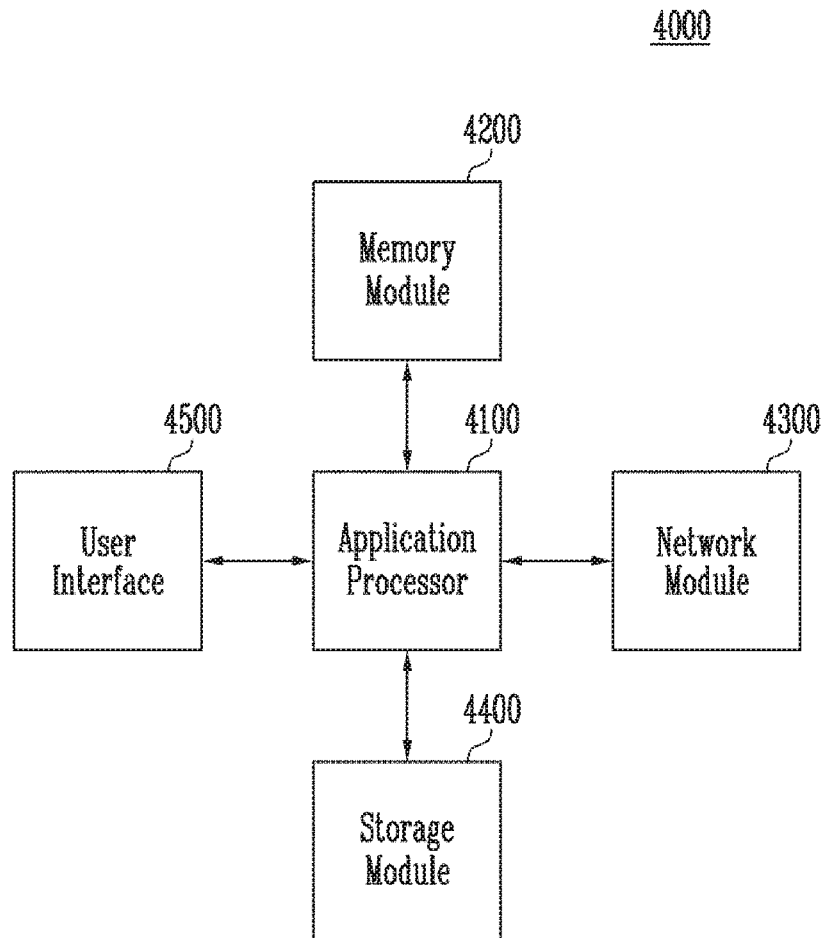 4000
4200
Memory
Module
4500
4100
4300
User
Interface
Application
Processor
Network
Module
4400
Storage
Module